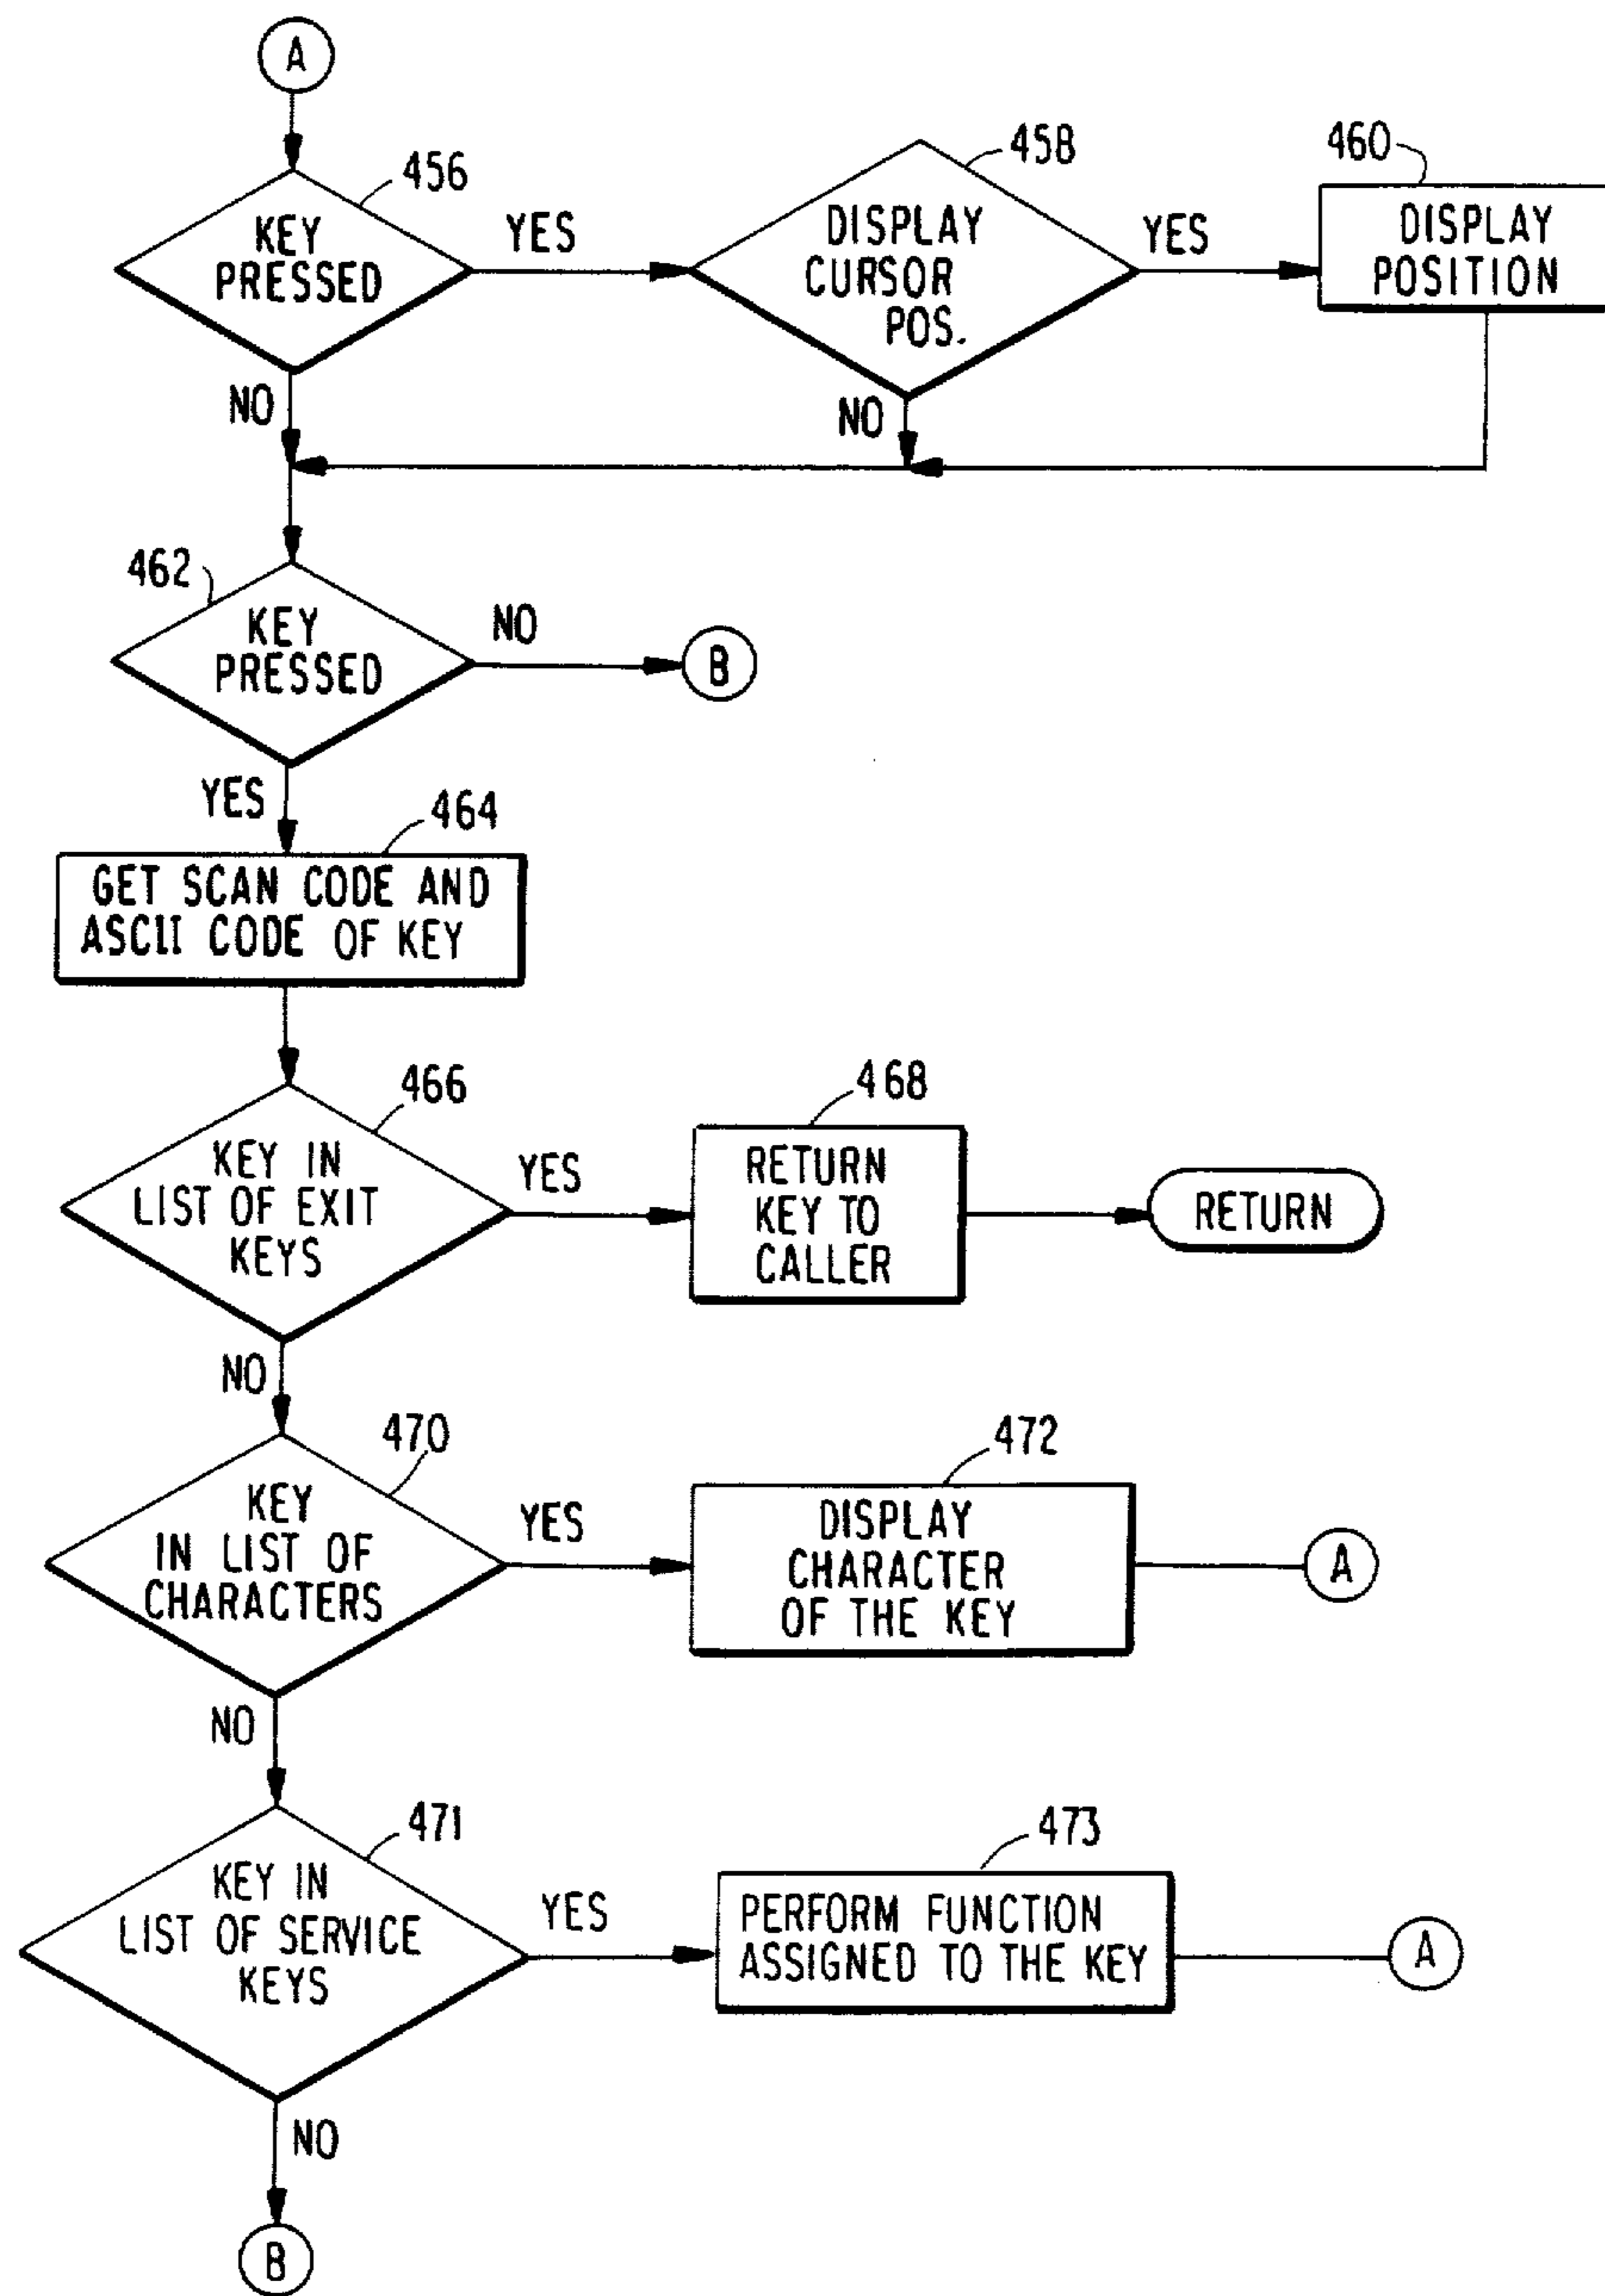 A
456
KEY
PRESSED
YES
NO
458
DISPLAY
CURSOR
POS.
YES
NO
460
DISPLAY
POSITION
462
KEY
PRESSED
NO
B
YES
464
GET SCAN CODE AND
ASCII CODE OF KEY
466
KEY IN
LIST OF EXIT
KEYS
YES
468
RETURN
KEY TO
CALLER
RETURN
NO
470
KEY
IN LIST OF
CHARACTERS
YES
472
DISPLAY
CHARACTER
OF THE KEY
A
NO
471
KEY IN
LIST OF SERVICE
KEYS
YES
473
PERFORM FUNCTION
ASSIGNED TO THE KEY
A
NO
B